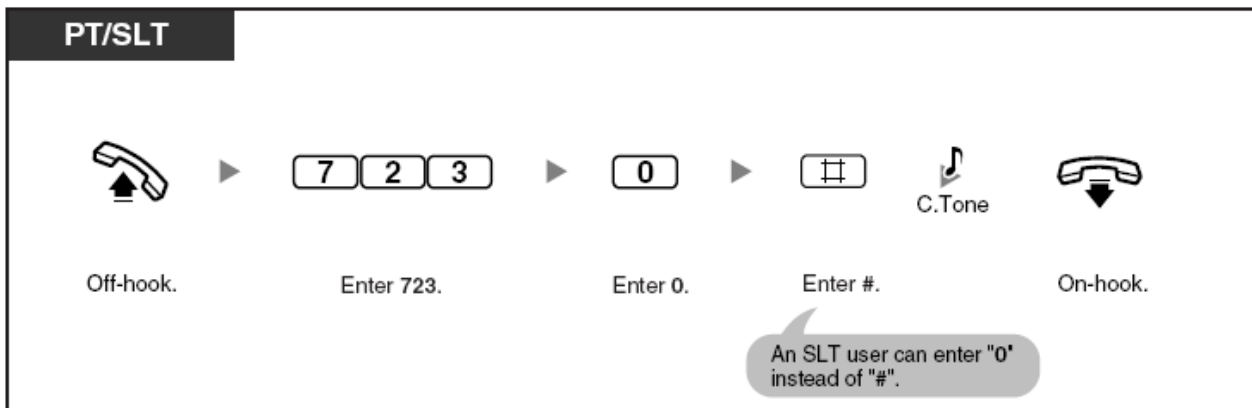 PT/SLT
7 2 3
0
#
C.Tone
Off-hook.
Enter 723.
Enter 0.
Enter #.
On-hook.
An SLT user can enter "0"
instead of "#".